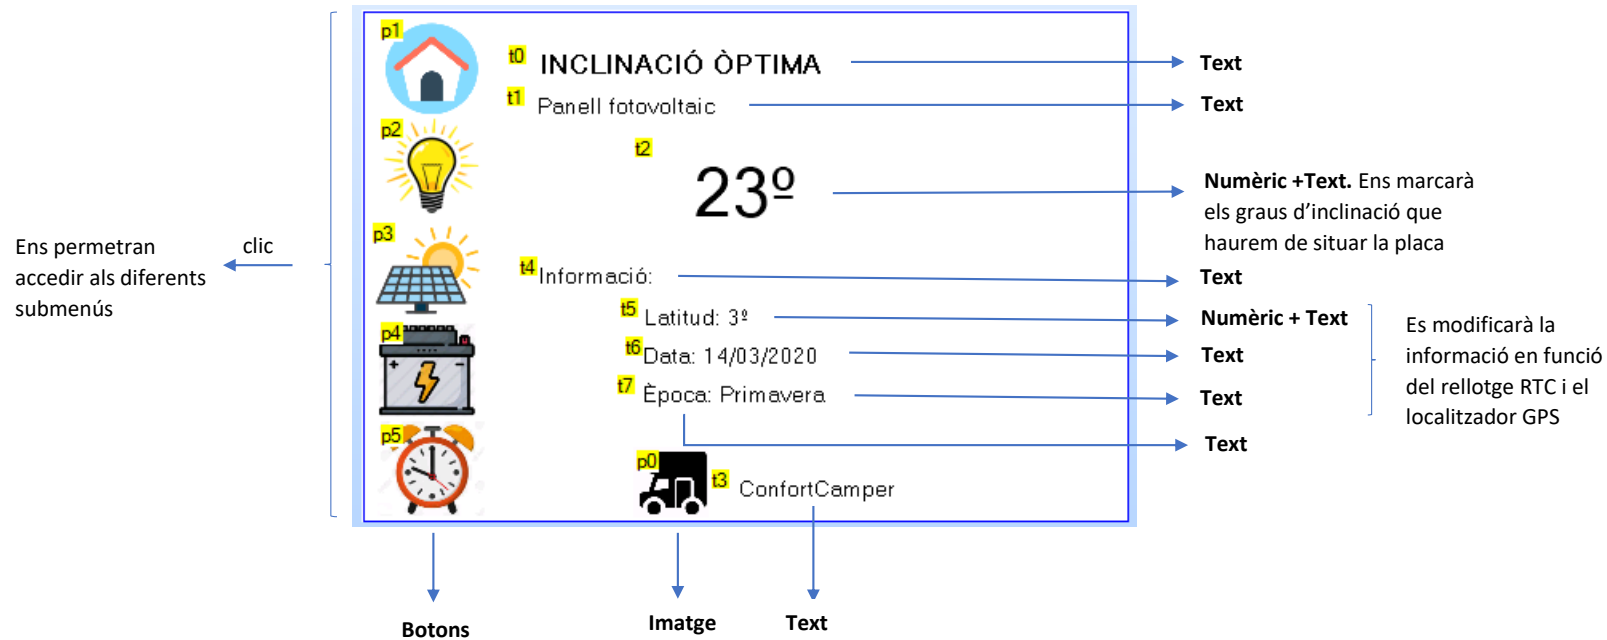 p1
t0 INCLINACIÓ ÒPTIMA
Text
t1 Panell fotovoltaic
Text
p2
t2
23º
Numèric +Text. Ens marcarà
els graus d'inclinació que
haurem de situar la placa
p3
Ens permetran
accedir als diferents
submenús
clic
t4 Informació:
Text
t5 Latitud: 3º
Numèric + Text
p4
t6 Data: 14/03/2020
Text
t7 Època: Primavera
Text
Es modificarà la
informació en funció
del rellotge RTC i el
localitzador GPS
Text
p5
p0
t3 ConfortCamper
Botons
Imatge
Text